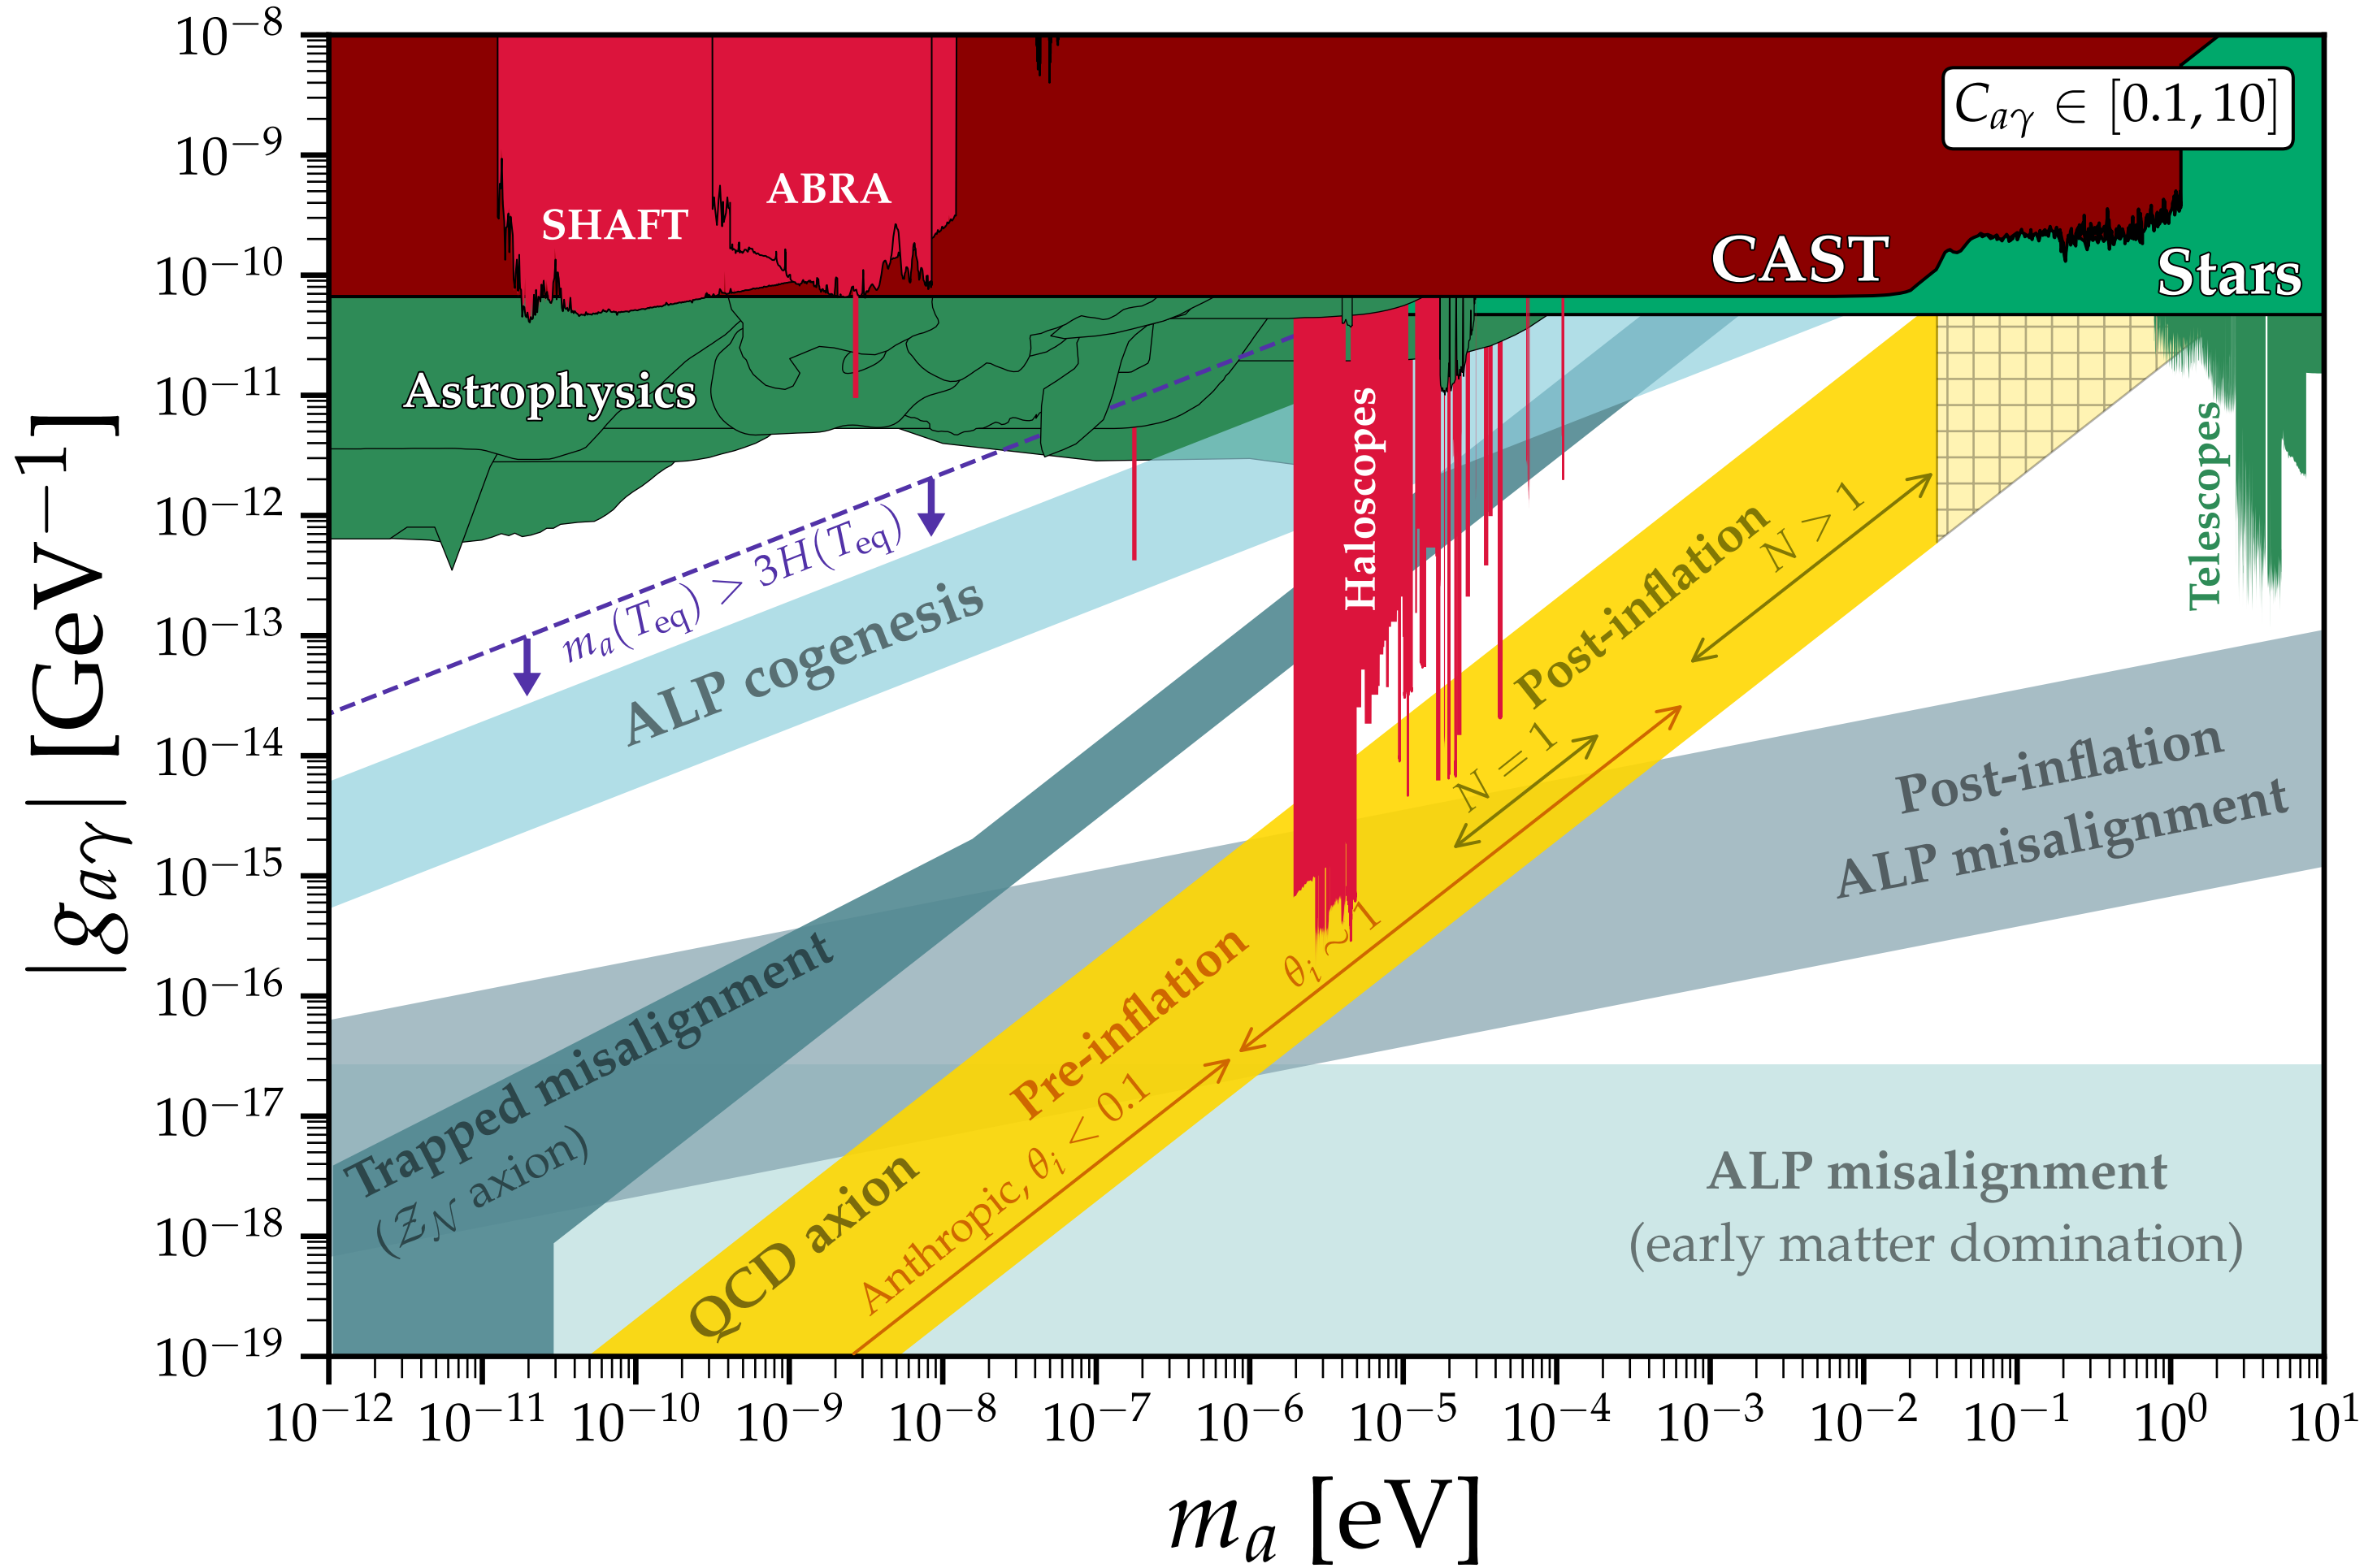 10⁻⁸
10⁻⁹
10⁻¹⁰
10⁻¹¹
10⁻¹²
10⁻¹³
10⁻¹⁴
10⁻¹⁵
10⁻¹⁶
10⁻¹⁷
10⁻¹⁸
10⁻¹⁹
|g_{aγ}| [GeV⁻¹]
C_{aγ} ∈ [0.1, 10]
SHAFT
ABRA
CAST
Stars
Astrophysics
Haloscopes
Telescopes
m_a(T_eq) > 3H(T_eq)
ALP cogenesis
Post-inflation
N > 1
N = 1
Post-inflation
ALP misalignment
Trapped misalignment
(Z_N axion)
Pre-inflation
θ_i ~ 1
QCD axion
Anthropic, θ_i < 0.1
ALP misalignment
(early matter domination)
10⁻¹² 10⁻¹¹ 10⁻¹⁰ 10⁻⁹ 10⁻⁸ 10⁻⁷ 10⁻⁶ 10⁻⁵ 10⁻⁴ 10⁻³ 10⁻² 10⁻¹ 10⁰ 10¹
m_a [eV]